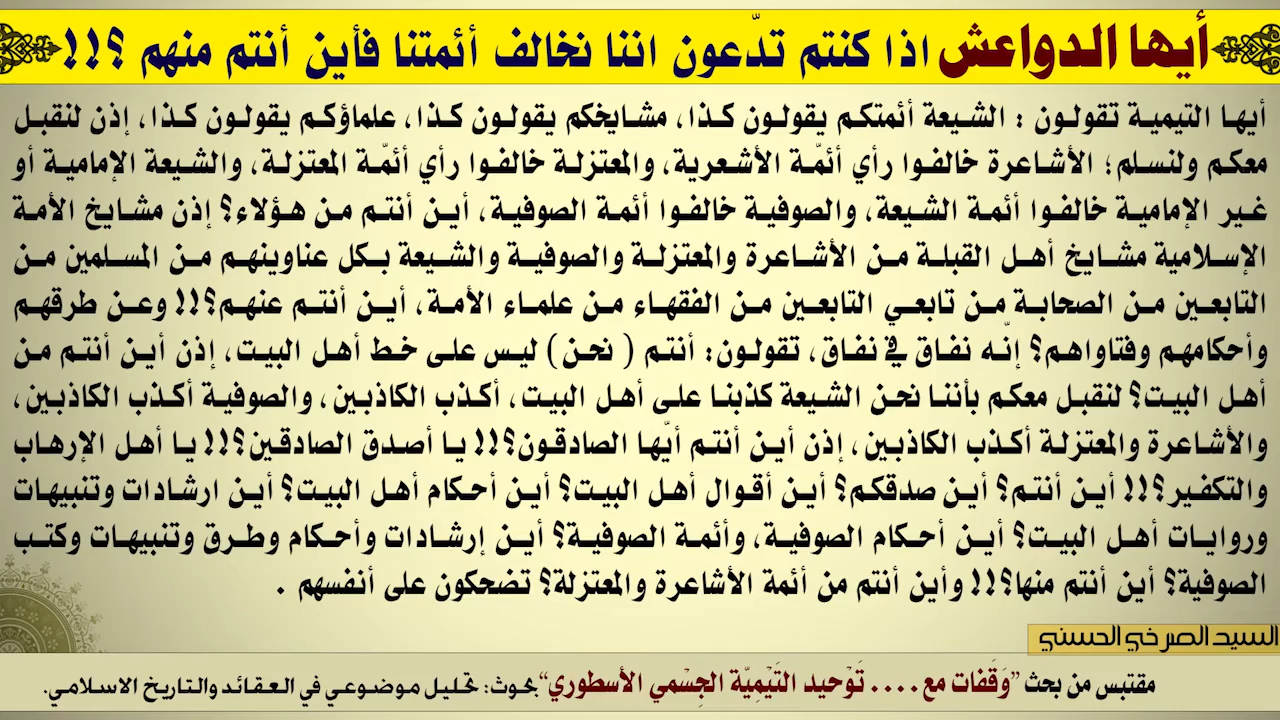 أيها الدواعش اذا كنتم تدّعون اننا نخالف أئمتنا فأين أنتم منهم ؟!!
أيها التيمية تقولون : الشيعة أئمتكم يقولون كذا، مشايخكم يقولون كذا، علماؤكم يقولون كذا، إذن لنقبل
معكم ولنسلم؛ الأشاعرة خالفوا رأي أئمّة الأشعرية، والمعتزلة خالفوا رأي أئمّة المعتزلة، والشيعة الإمامية أو
غير الإمامية خالفوا أئمة الشيعة، والصوفية خالفوا أئمة الصوفية، أين أنتم من هؤلاء؟ إذن مشايخ الأمة
الإسلامية مشايخ أهل القبلة من الأشاعرة والمعتزلة والصوفية والشيعة بكل عناوينهم من المسلمين من
التابعين من الصحابة من تابعي التابعين من الفقهاء من علماء الأمة، أين أنتم عنهم؟!! وعن طرقهم
وأحكامهم وفتاواهم؟ إنّه نفاق في نفاق، تقولون: أنتم ( نحن) ليس على خط أهل البيت، إذن أين أنتم من
أهل البيت؟ لنقبل معكم بأننا نحن الشيعة كذبنا على أهل البيت، أكذب الكاذبين، والصوفية أكذب الكاذبين،
والأشاعرة والمعتزلة أكذب الكاذبين، إذن أين أنتم أيّها الصادقون؟!! يا أصدق الصادقين؟!! يا أهل الإرهاب
والتكفير؟!! أين أنتم؟ أين صدقكم؟ أين أقوال أهل البيت؟ أين أحكام أهل البيت؟ أين ارشادات وتنبيهات
وروايات أهل البيت؟ أين أحكام الصوفية، وأئمة الصوفية؟ أين إرشادات وأحكام وطرق وتنبيهات وكتب
الصوفية؟ أين أنتم منها؟!! وأين أنتم من أئمة الأشاعرة والمعتزلة؟ تضحكون على أنفسهم .
السيد الصرخي الحسني
مقتبس من بحث "وَقَفات مع.... تَوْحيد التَيْمِيّة الجِسْمي الأسطوري" بحوث: تحليل موضوعي في العقائد والتاريخ الاسلامي.